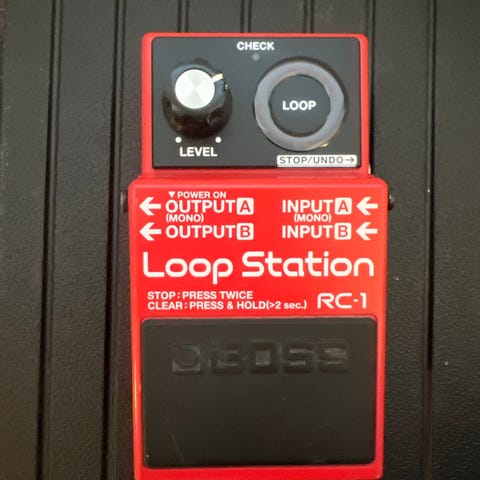 CHECK
LOOP
LEVEL
STOP/UNDO→
▼POWER ON
←OUTPUT A
(MONO)
←OUTPUT B
INPUT A←
(MONO)
INPUT B←
Loop Station
STOP:PRESS TWICE
CLEAR:PRESS & HOLD(>2 sec.)
RC-1
BOSS